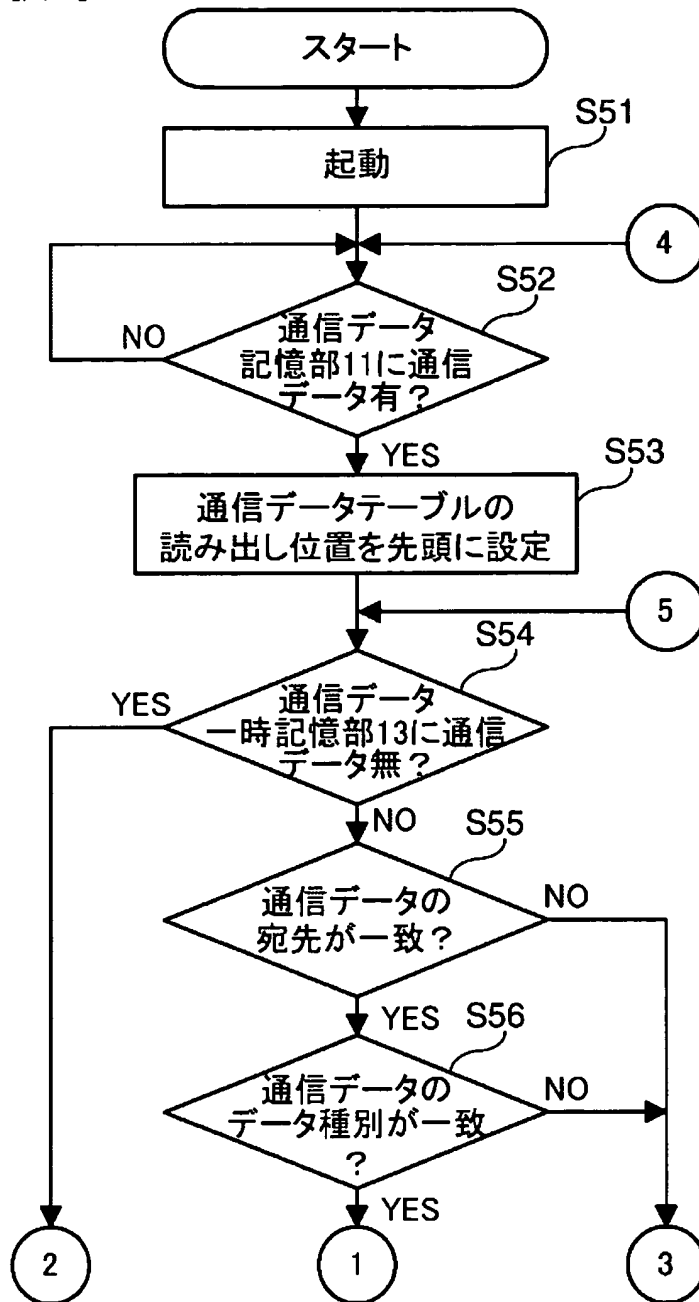 スタート
S51
起動
4
S52
NO
通信データ
記憶部11に通信
データ有？
YES
S53
通信データテーブルの
読み出し位置を先頭に設定
5
S54
YES
通信データ
一時記憶部13に通信
データ無？
NO
S55
通信データの
宛先が一致？
NO
YES
S56
通信データの
データ種別が一致
？
NO
YES
2
1
3